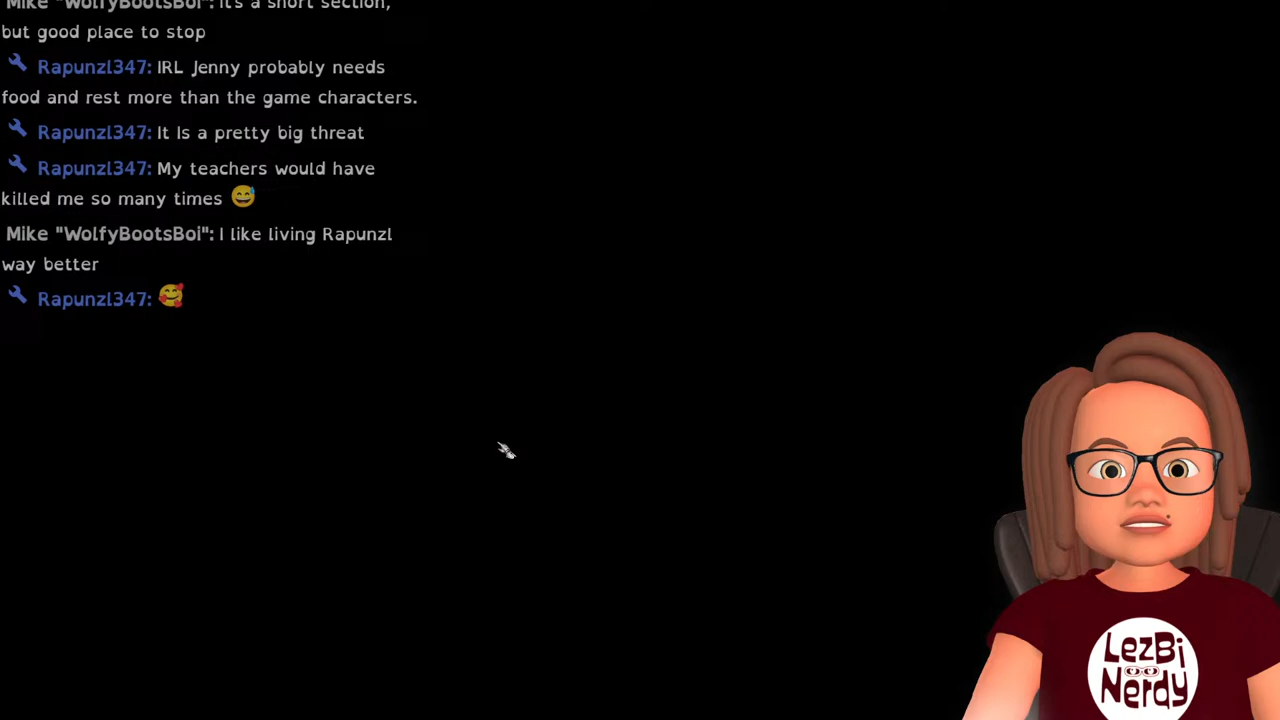 Mike "WolfyBootsBoi": It's a short section,
but good place to stop
Rapunzl347: IRL Jenny probably needs
food and rest more than the game characters.
Rapunzl347: It Is a pretty big threat
Rapunzl347: My teachers would have
killed me so many times 😅
Mike "WolfyBootsBoi": I like living Rapunzl
way better
Rapunzl347: 🥰
LezBi
Nerdy